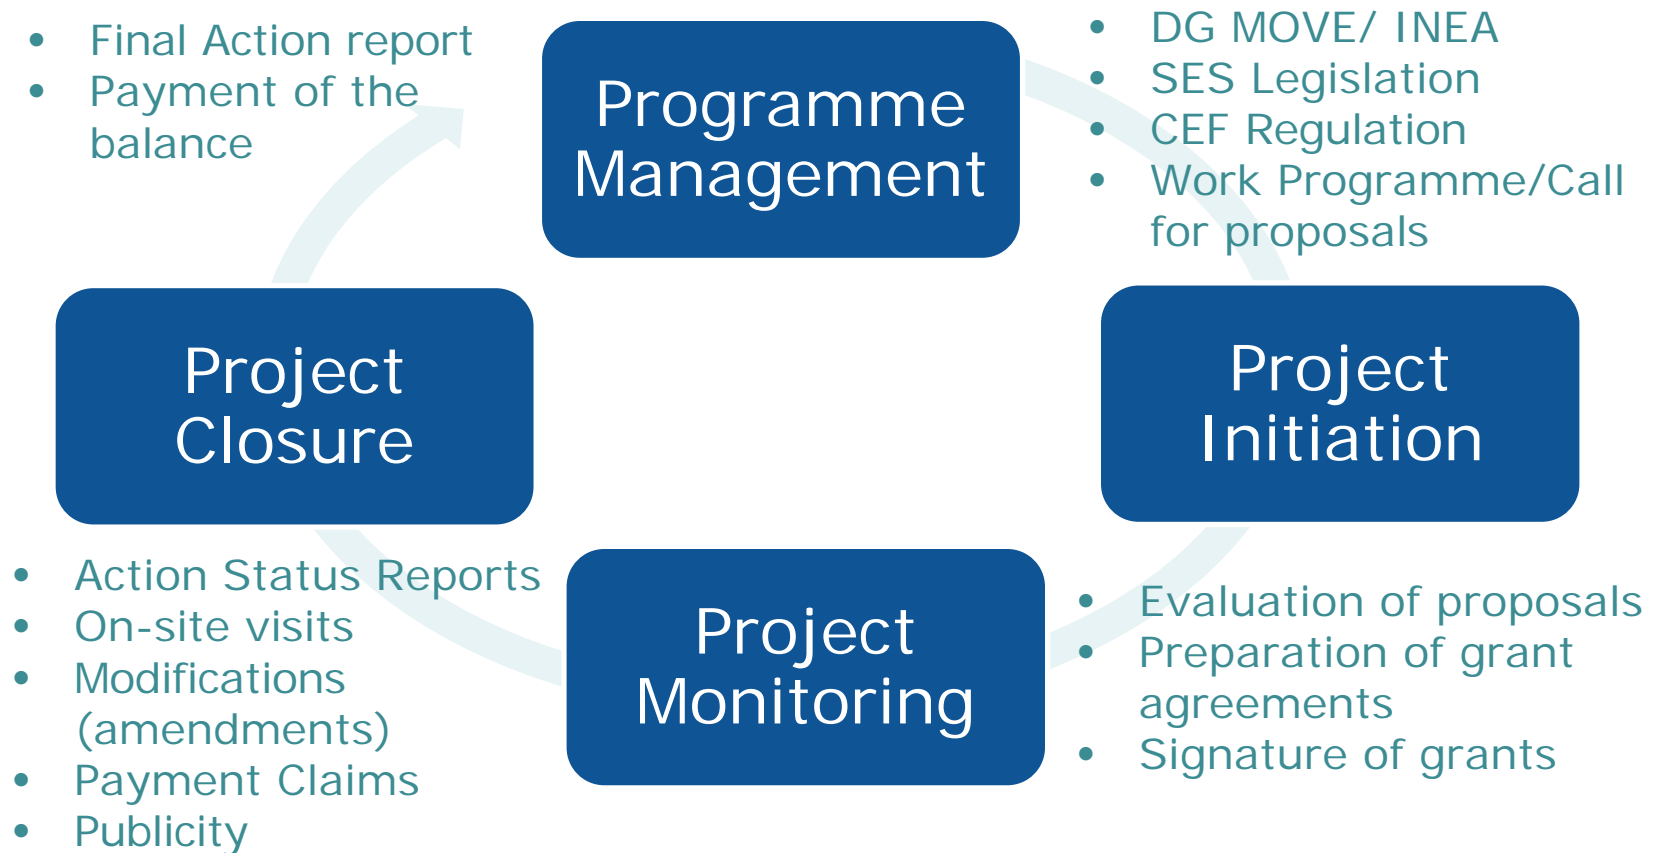 • Final Action report
• Payment of the
balance
Programme
Management
• DG MOVE/ INEA
• SES Legislation
• CEF Regulation
• Work Programme/Call
for proposals
Project
Closure
Project
Initiation
• Action Status Reports
• On-site visits
• Modifications
(amendments)
• Payment Claims
• Publicity
Project
Monitoring
• Evaluation of proposals
• Preparation of grant
agreements
• Signature of grants